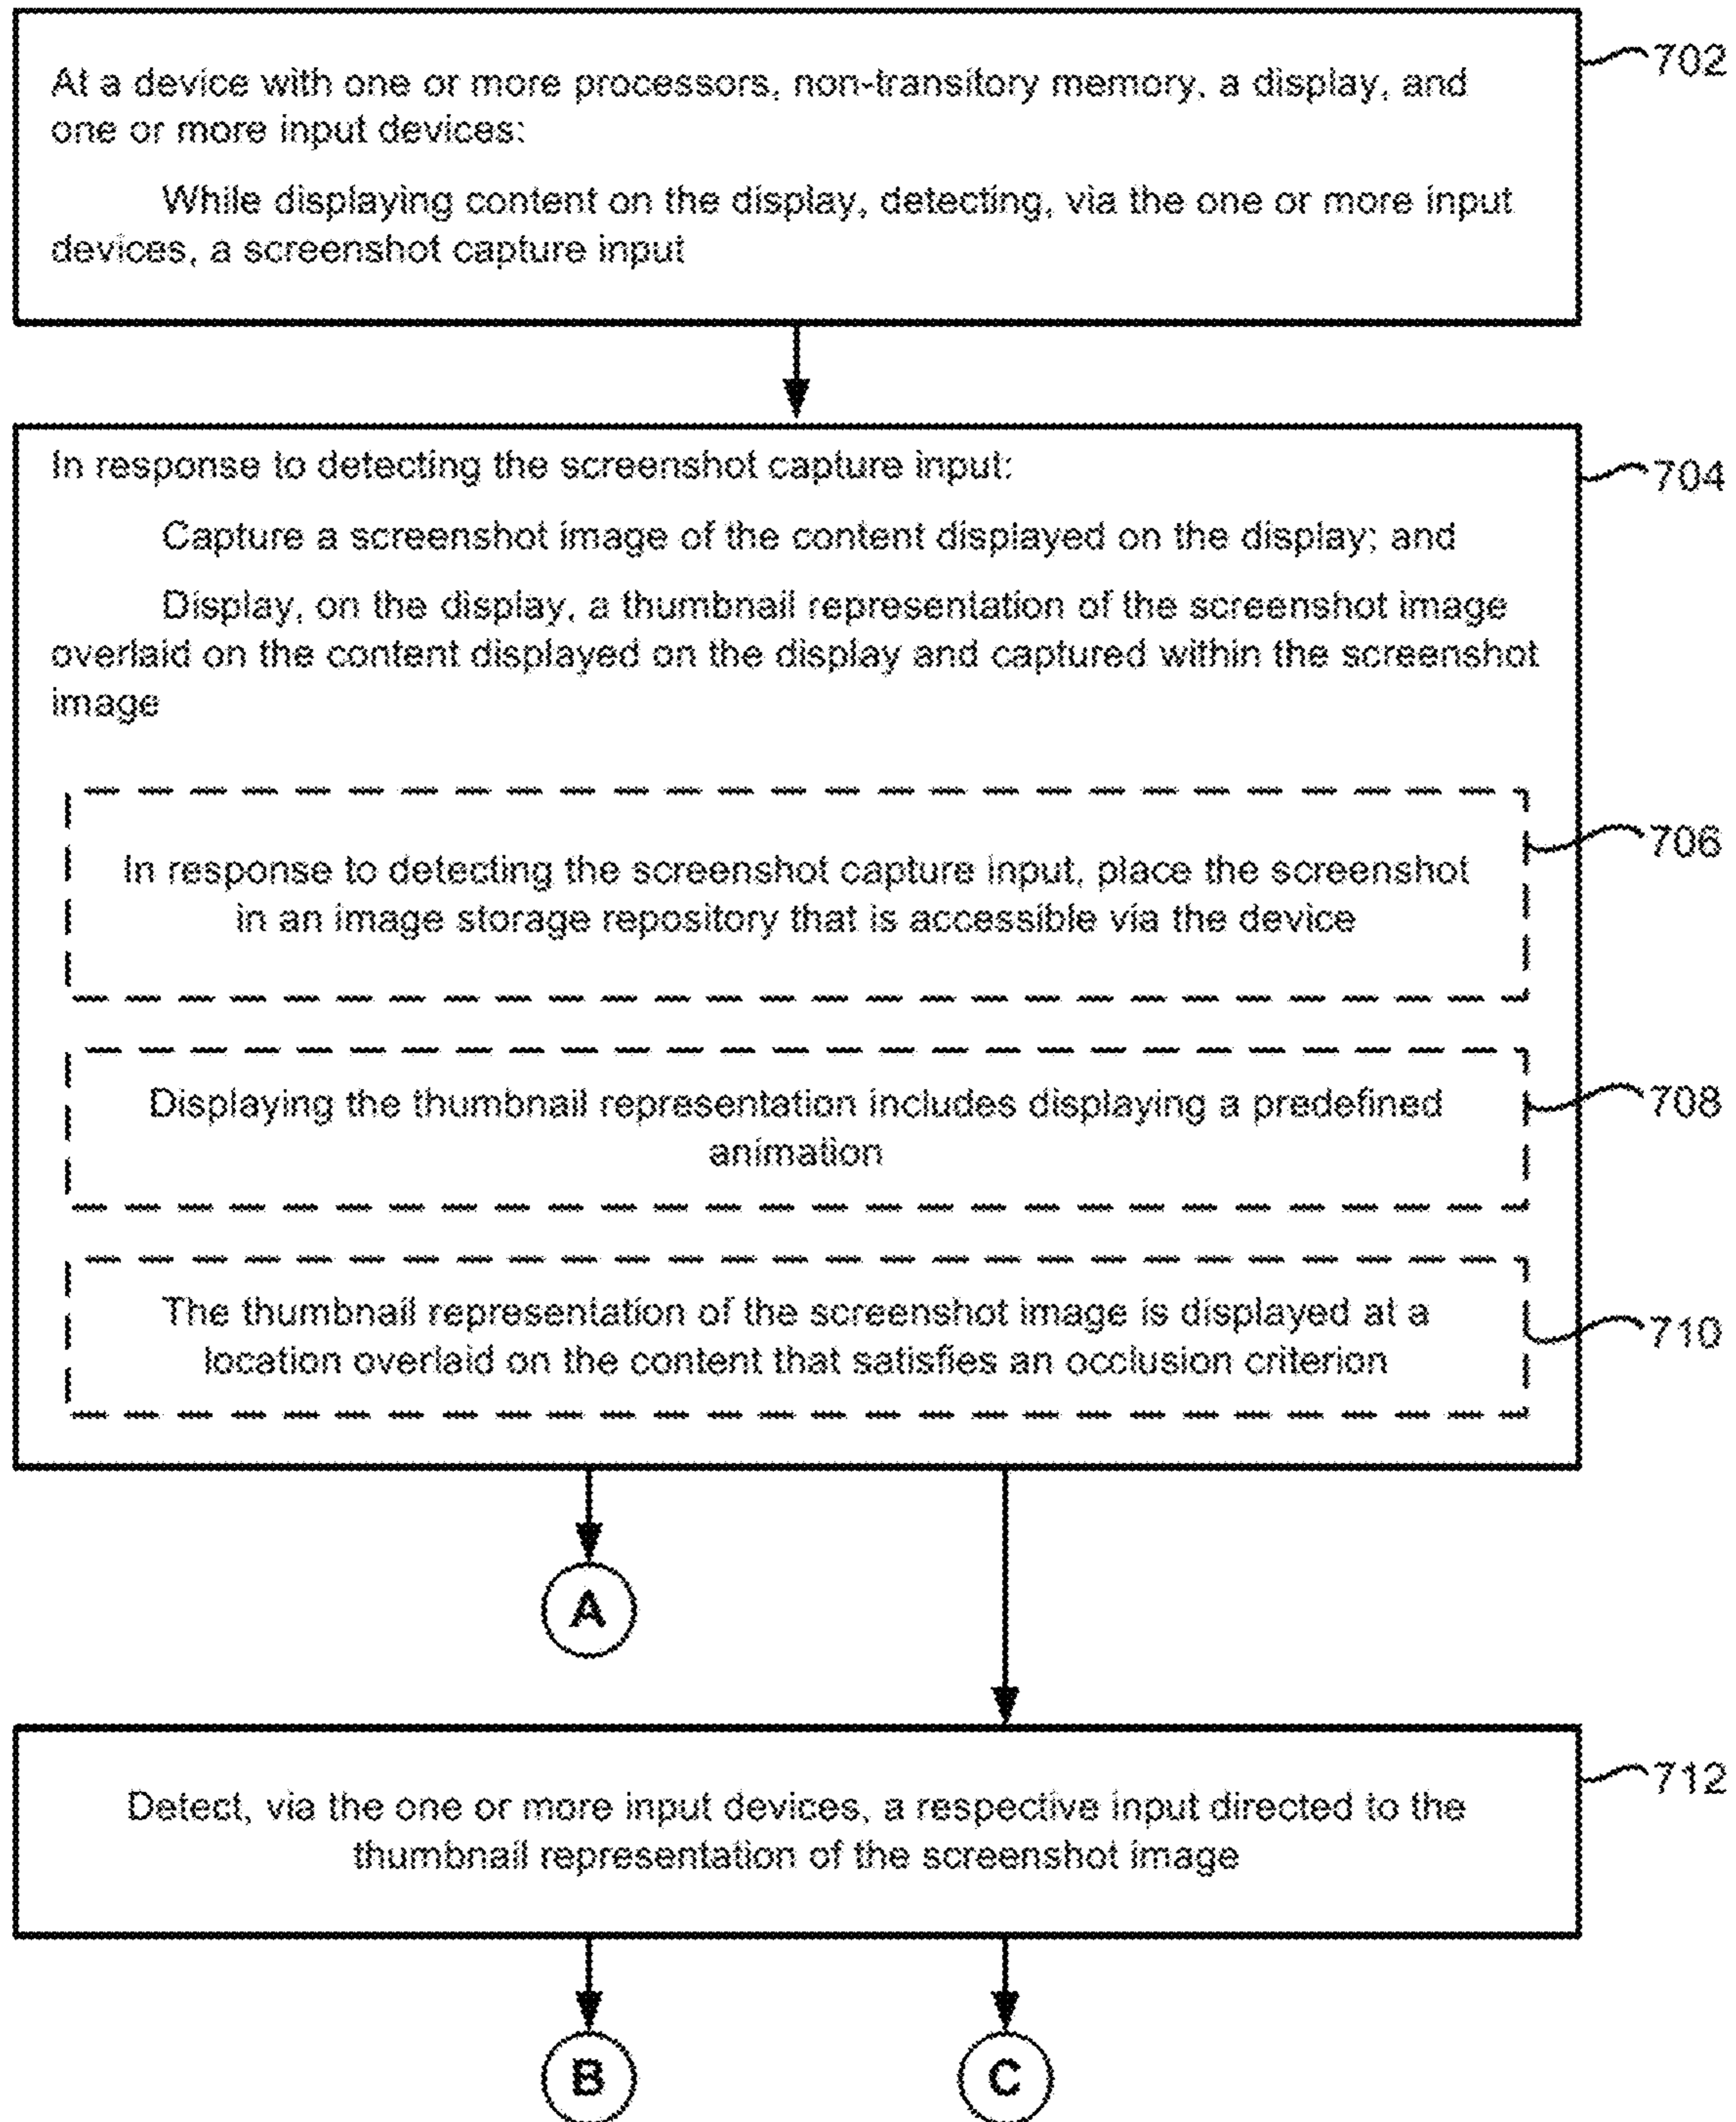 At a device with one or more processors, non-transitory memory, a display, and
one or more input devices:
While displaying content on the display, detecting, via the one or more input
devices, a screenshot capture input
702
In response to detecting the screenshot capture input:
704
Capture a screenshot image of the content displayed on the display; and
Display, on the display, a thumbnail representation of the screenshot image
overlaid on the content displayed on the display and captured within the screenshot
image
In response to detecting the screenshot capture input, place the screenshot
in an image storage repository that is accessible via the device
706
Displaying the thumbnail representation includes displaying a predefined
animation
708
The thumbnail representation of the screenshot image is displayed at a
location overlaid on the content that satisfies an occlusion criterion
710
A
Detect, via the one or more input devices, a respective input directed to the
thumbnail representation of the screenshot image
712
B
C